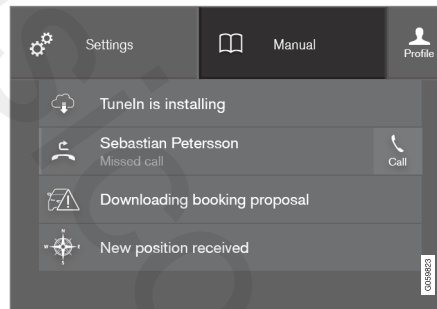 Settings
Manual
Profile
TuneIn is installing
Sebastian Petersson
Missed call
Call
Downloading booking proposal
New position received
N
W
E
G059823